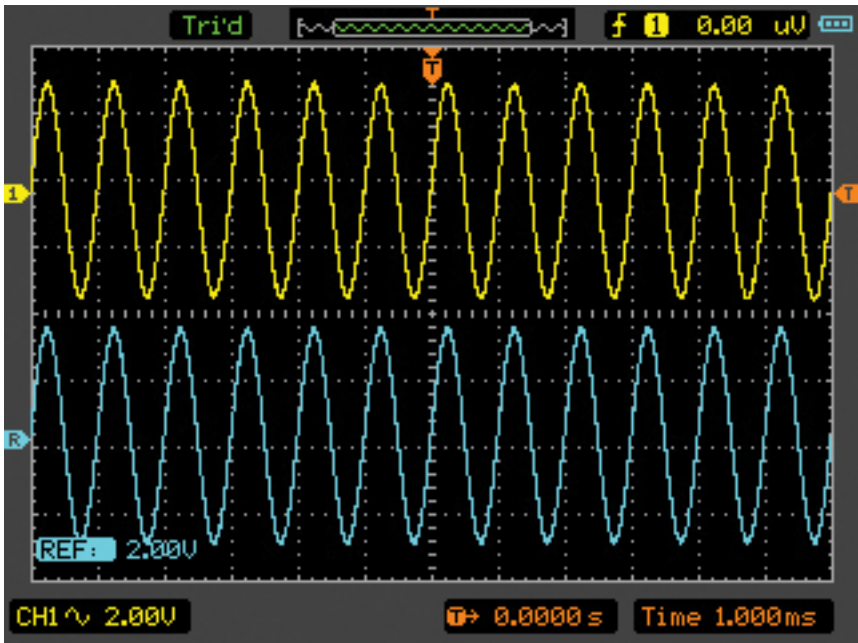 Tri'd
T
1 0.00 uV
T
1
T
R
REF: 2.00V
CH1 2.00V
T 0.0000s
Time 1.000ms